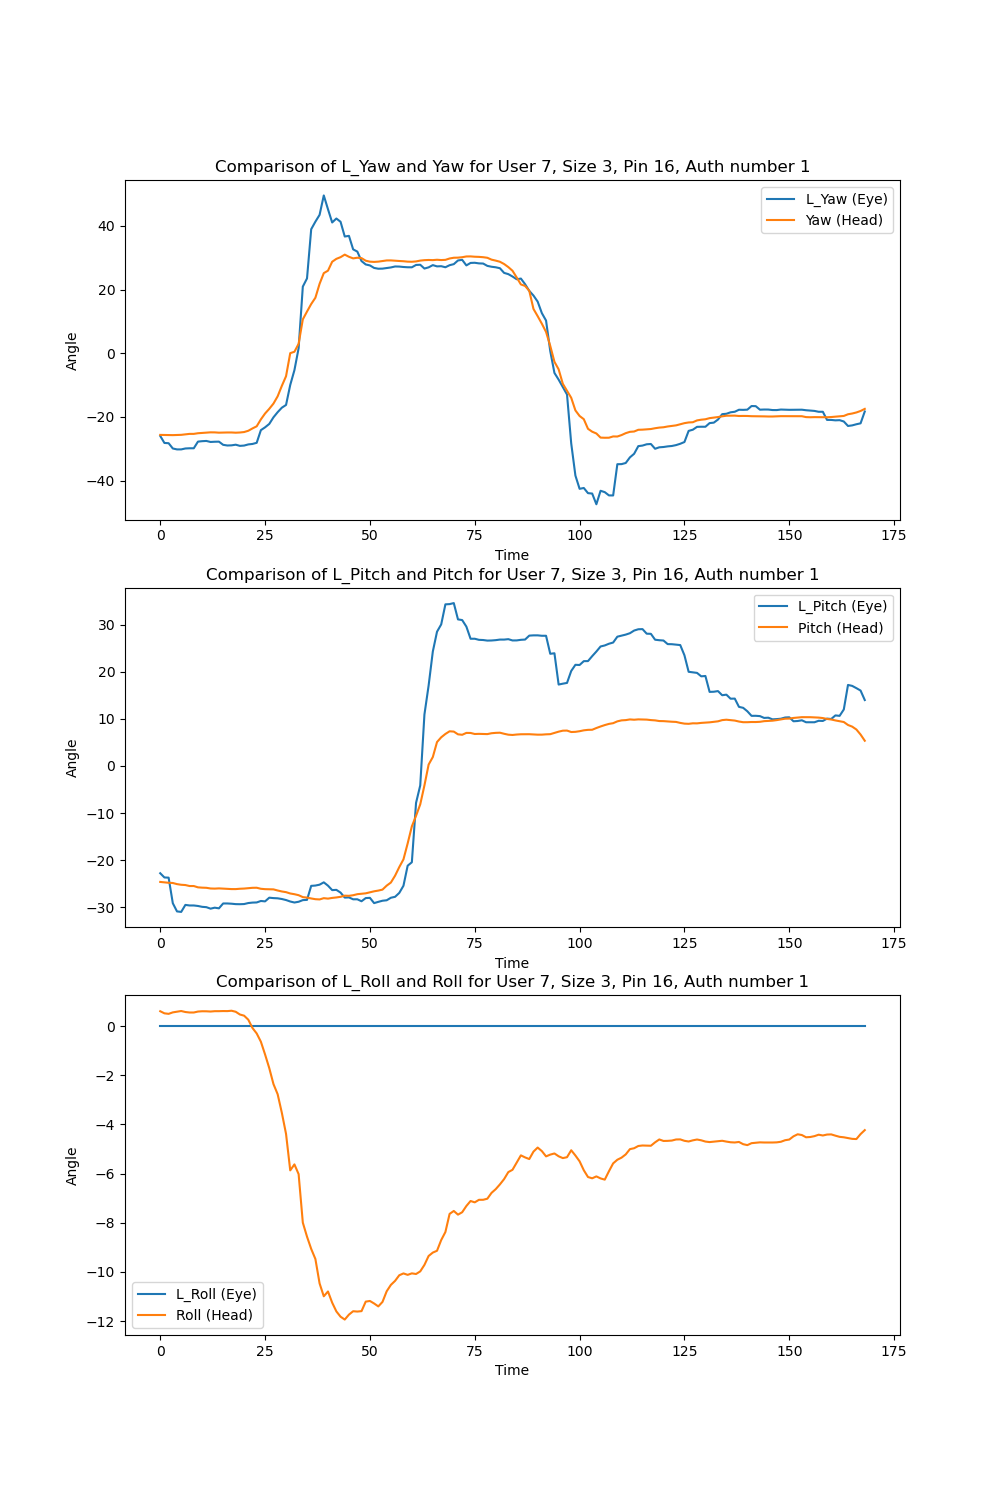 Comparison of L_Yaw and Yaw for User 7, Size 3, Pin 16, Auth number 1
L_Yaw (Eye)
Yaw (Head)
40
20
0
−20
−40
Angle
0 25 50 75 100 125 150 175
Time
Comparison of L_Pitch and Pitch for User 7, Size 3, Pin 16, Auth number 1
L_Pitch (Eye)
Pitch (Head)
30
20
10
0
−10
−20
−30
Angle
0 25 50 75 100 125 150 175
Time
Comparison of L_Roll and Roll for User 7, Size 3, Pin 16, Auth number 1
0
−2
−4
−6
−8
−10
−12
Angle
L_Roll (Eye)
Roll (Head)
0 25 50 75 100 125 150 175
Time